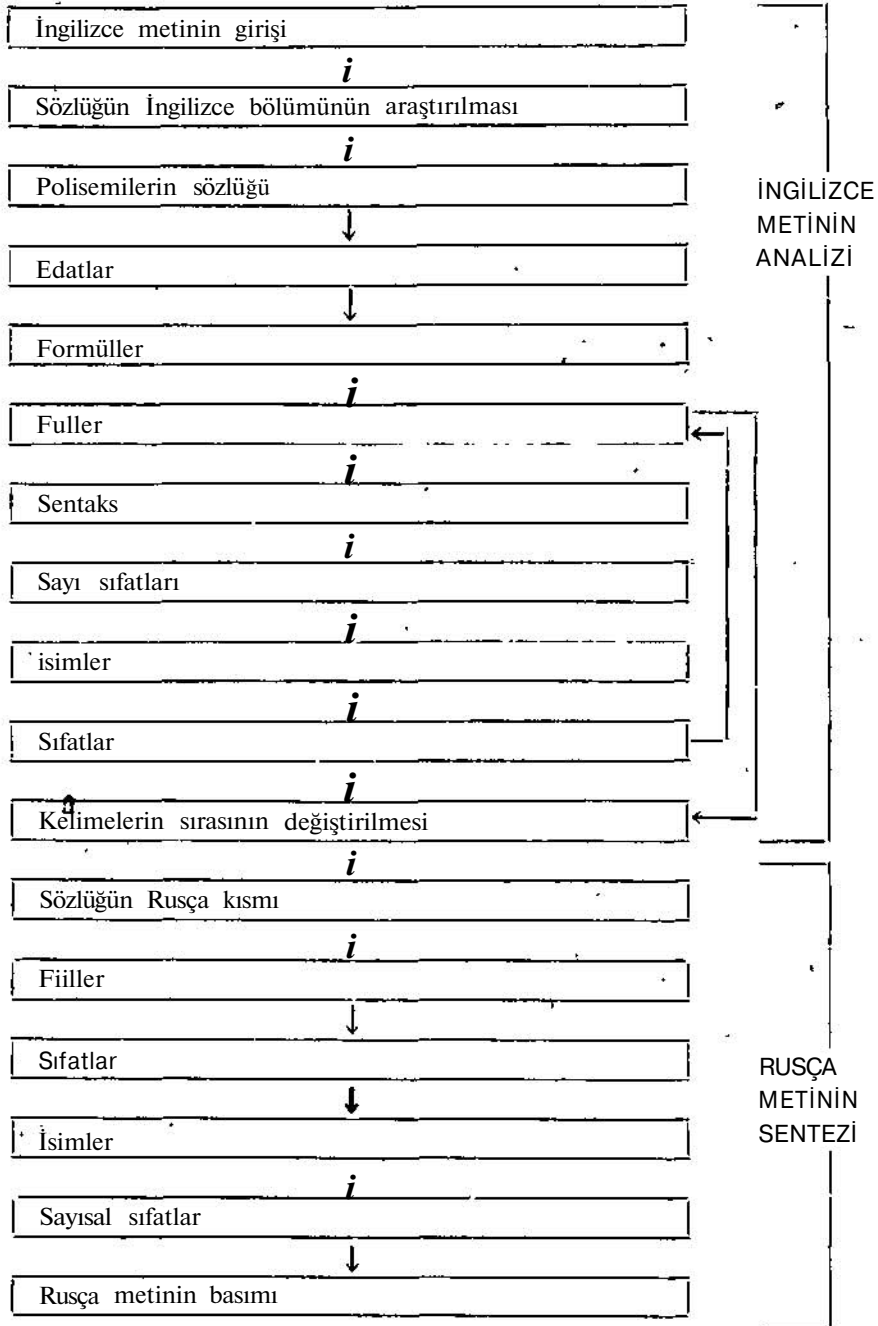 İngilizce metinin girişi
i
Sözlüğün İngilizce bölümünün araştırılması
i
Polisemilerin sözlüğü
Edatlar
Formüller
i
Fuller
i
Sentaks
i
Sayı sıfatları
i
isimler
i
Sıfatlar
i
Kelimelerin sırasının değiştirilmesi
İNGİLİZCE
METİNİN
ANALİZİ
i
Sözlüğün Rusça kısmı
i
Fiiller
Sıfatlar
İsimler
i
Sayısal sıfatlar
Rusça metinin basımı
RUSÇA
METİNİN
SENTEZİ